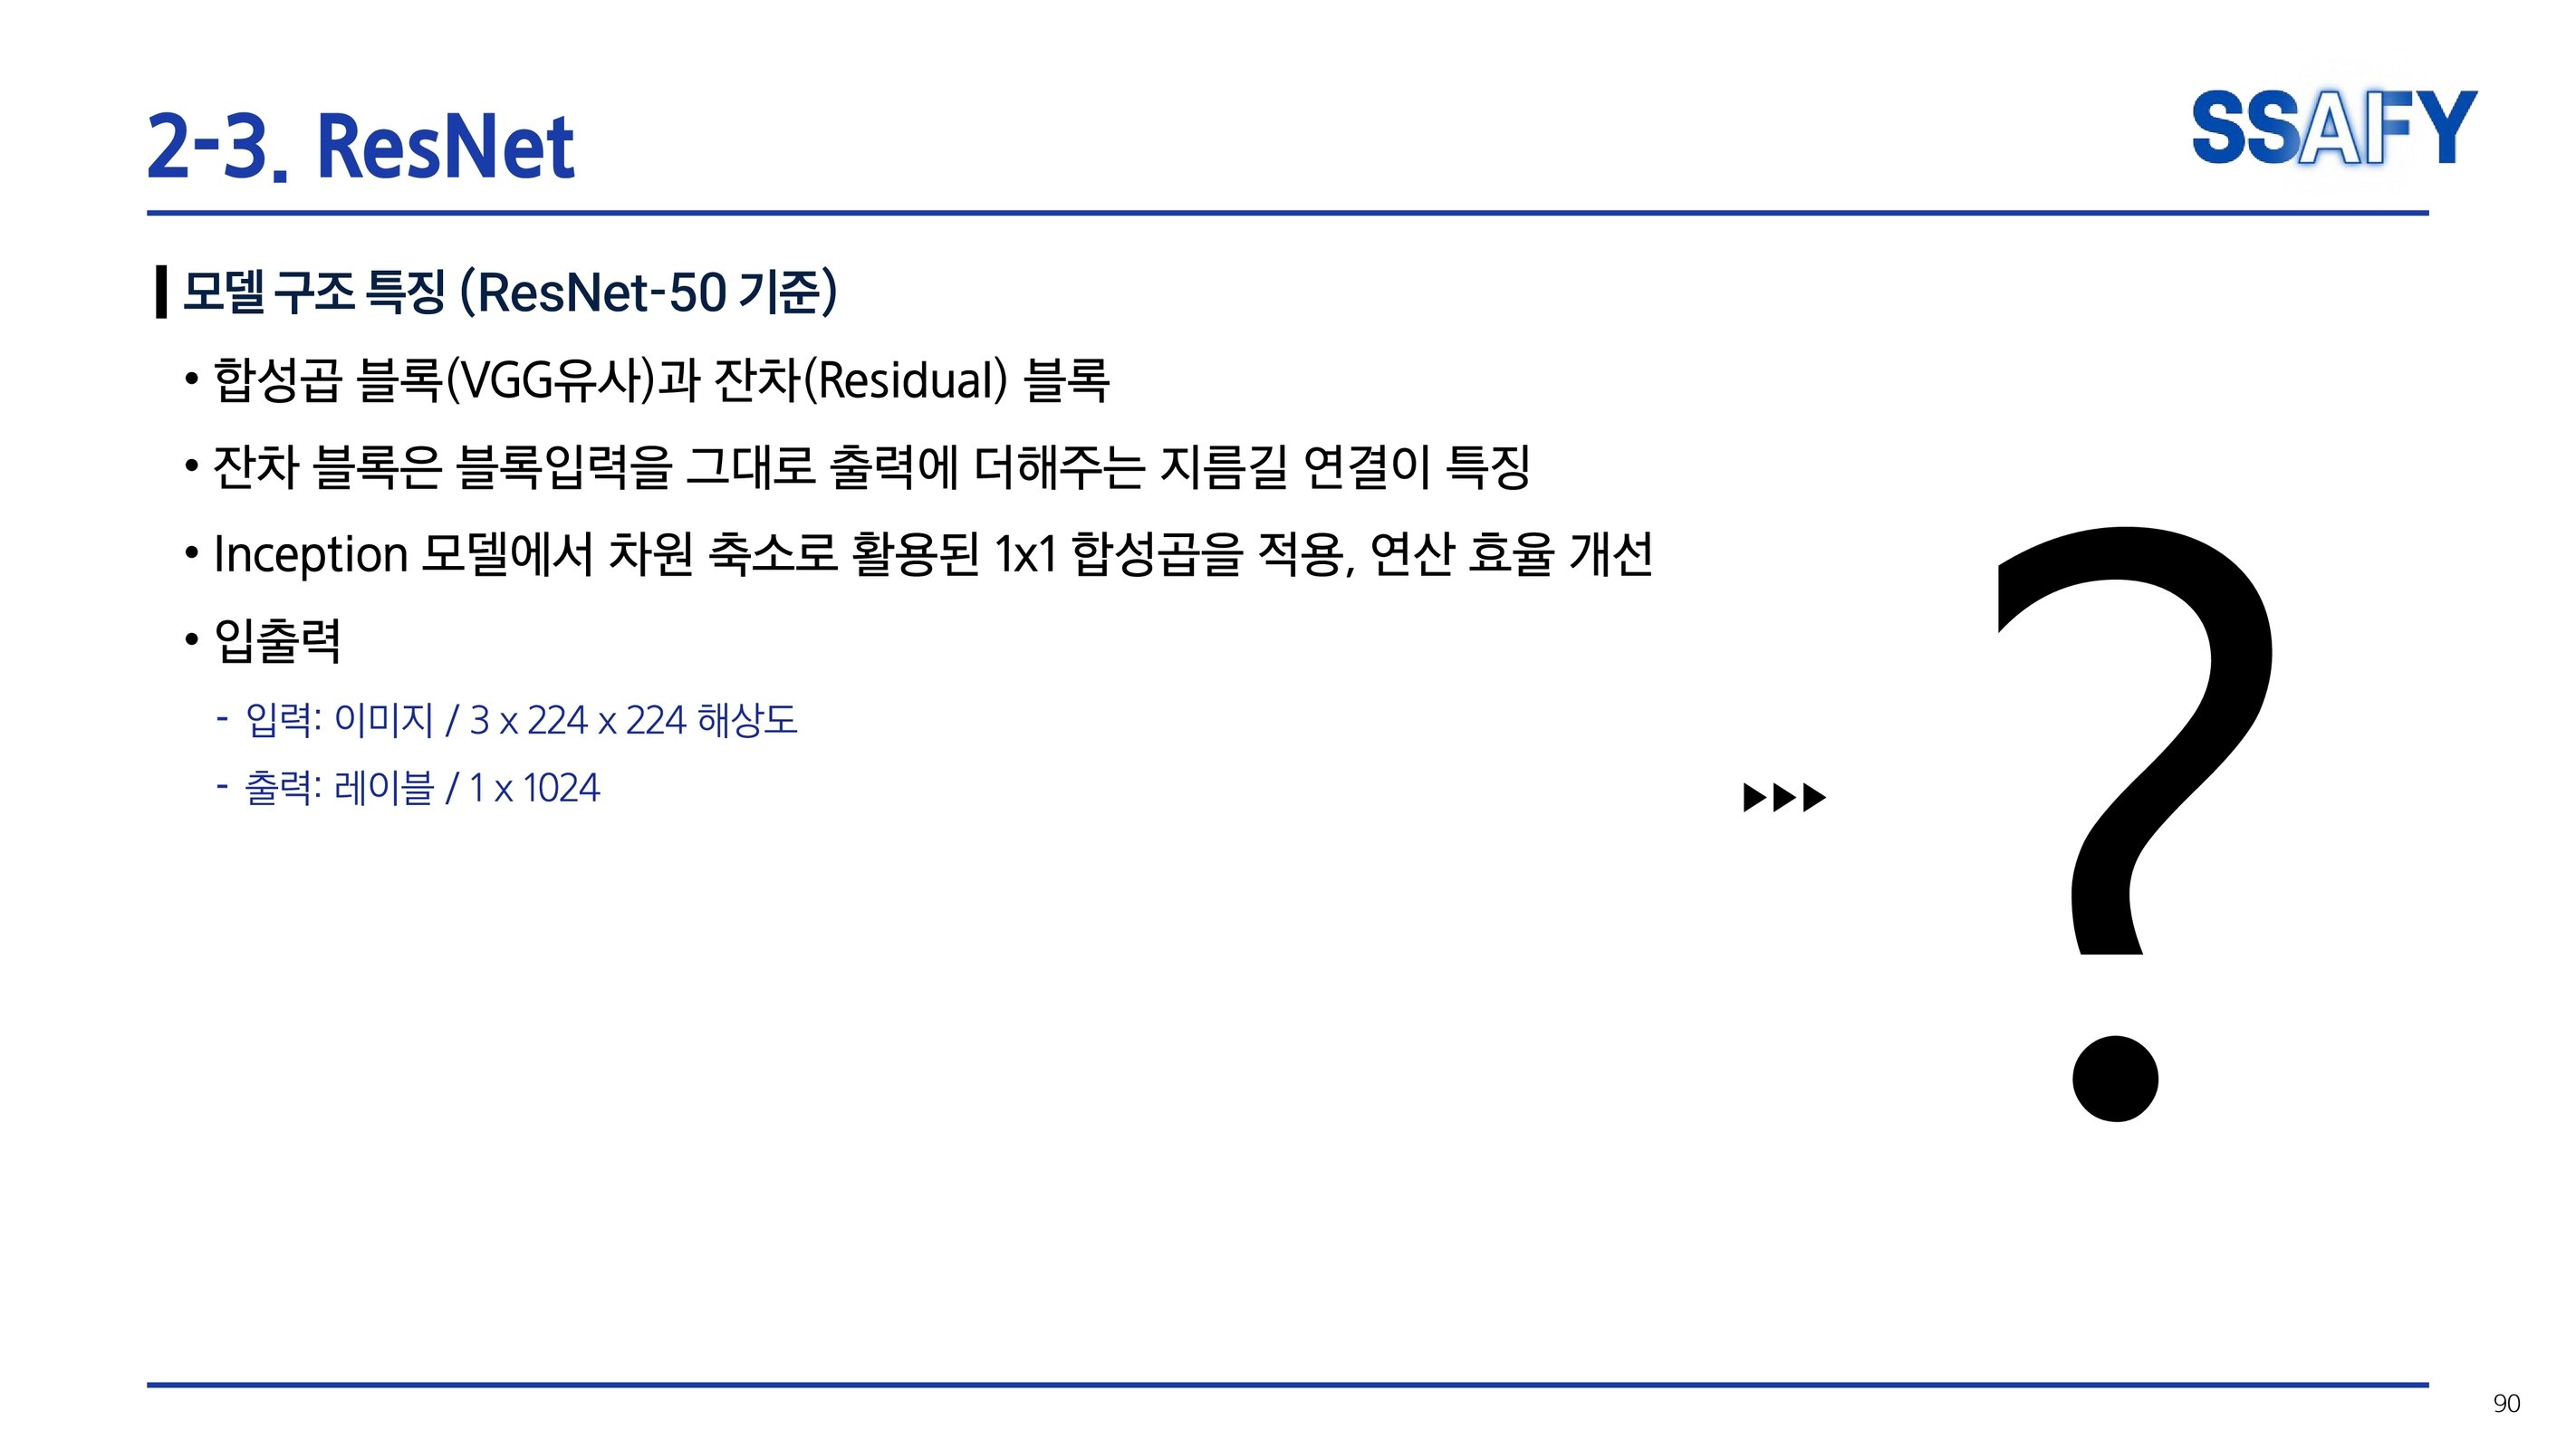 2-3. ResNet
SSAFY
모델 구조 특징 (ResNet-50 기준)
• 합성곱 블록(VGG유사)과 잔차(Residual) 블록
• 잔차 블록은 블록입력을 그대로 출력에 더해주는 지름길 연결이 특징
• Inception 모델에서 차원 축소로 활용된 1x1 합성곱을 적용, 연산 효율 개선
• 입출력
- 입력: 이미지 / 3 x 224 x 224 해상도
- 출력: 레이블 / 1 x 1024
?
90